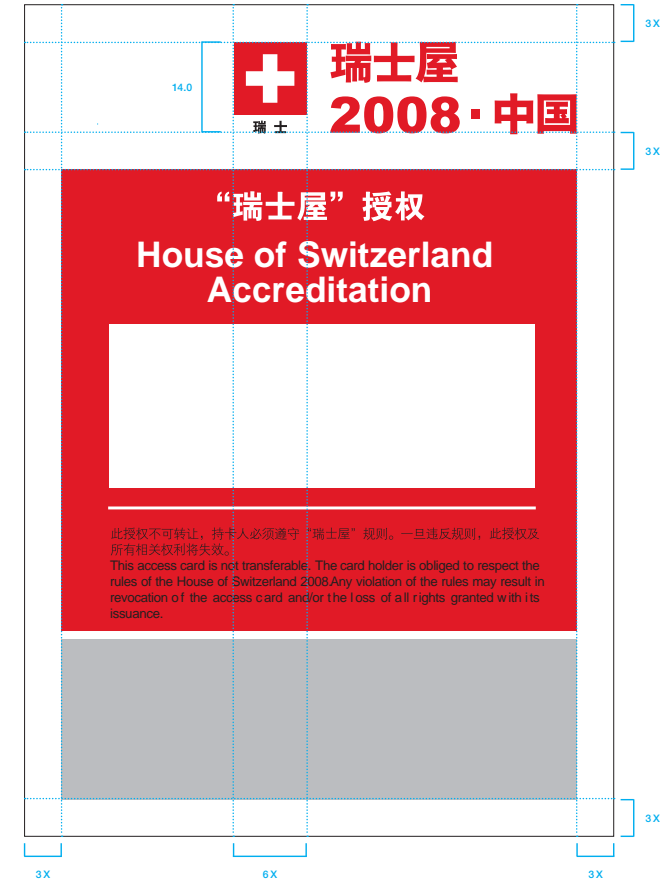 3X
14.0
瑞士屋
2008·中国
瑞 士
3X
“瑞士屋”授权
House of Switzerland
Accreditation
此授权不可转让，持卡人必须遵守“瑞士屋”规则。一旦违反规则，此授权及
所有相关权利将失效。
This access card is not transferable. The card holder is obliged to respect the
rules of the House of Switzerland 2008.Any violation of the rules may result in
revocation of the access card and/or the loss of all rights granted with its
issuance.
3X
3X
6X
3X